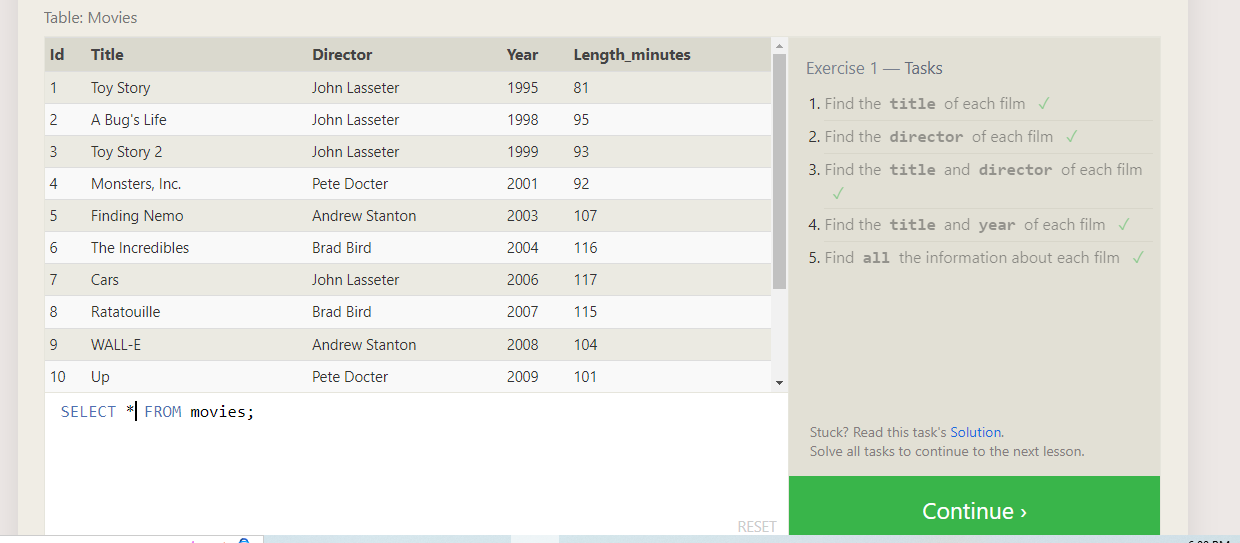 Table: Movies
Id Title Director Year Length_minutes
1 Toy Story John Lasseter 1995 81
2 A Bug's Life John Lasseter 1998 95
3 Toy Story 2 John Lasseter 1999 93
4 Monsters, Inc. Pete Docter 2001 92
5 Finding Nemo Andrew Stanton 2003 107
6 The Incredibles Brad Bird 2004 116
7 Cars John Lasseter 2006 117
8 Ratatouille Brad Bird 2007 115
9 WALL-E Andrew Stanton 2008 104
10 Up Pete Docter 2009 101
SELECT * FROM movies;
RESET
Exercise 1 — Tasks
1. Find the title of each film ✓
2. Find the director of each film ✓
3. Find the title and director of each film
✓
4. Find the title and year of each film ✓
5. Find all the information about each film ✓
Stuck? Read this task's Solution.
Solve all tasks to continue to the next lesson.
Continue ›